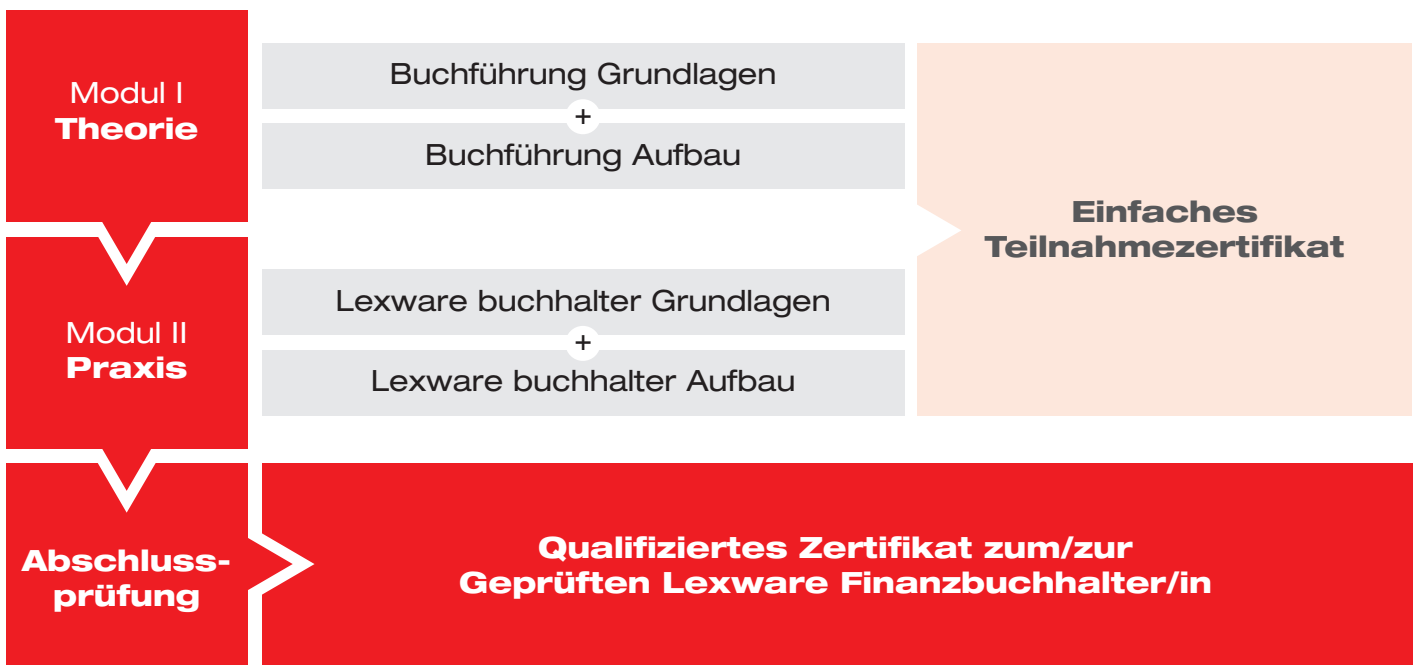 Modul I
Theorie
Buchführung Grundlagen
+
Buchführung Aufbau
Einfaches
Teilnahmezertifikat
Modul II
Praxis
Lexware buchhalter Grundlagen
+
Lexware buchhalter Aufbau
Abschluss-
prüfung
Qualifiziertes Zertifikat zum/zur
Geprüften Lexware Finanzbuchhalter/in